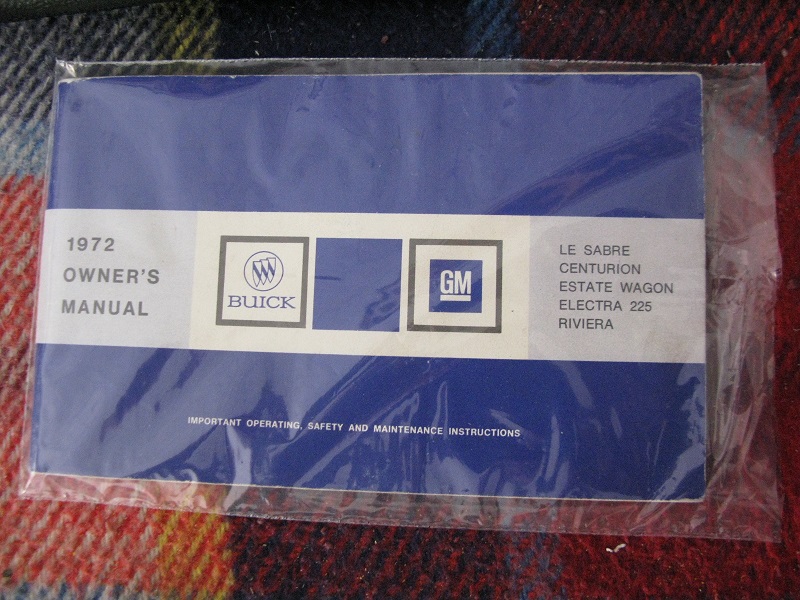 1972
OWNER'S
MANUAL
BUICK
GM
LE SABRE
CENTURION
ESTATE WAGON
ELECTRA 225
RIVIERA
IMPORTANT OPERATING, SAFETY AND MAINTENANCE INSTRUCTIONS